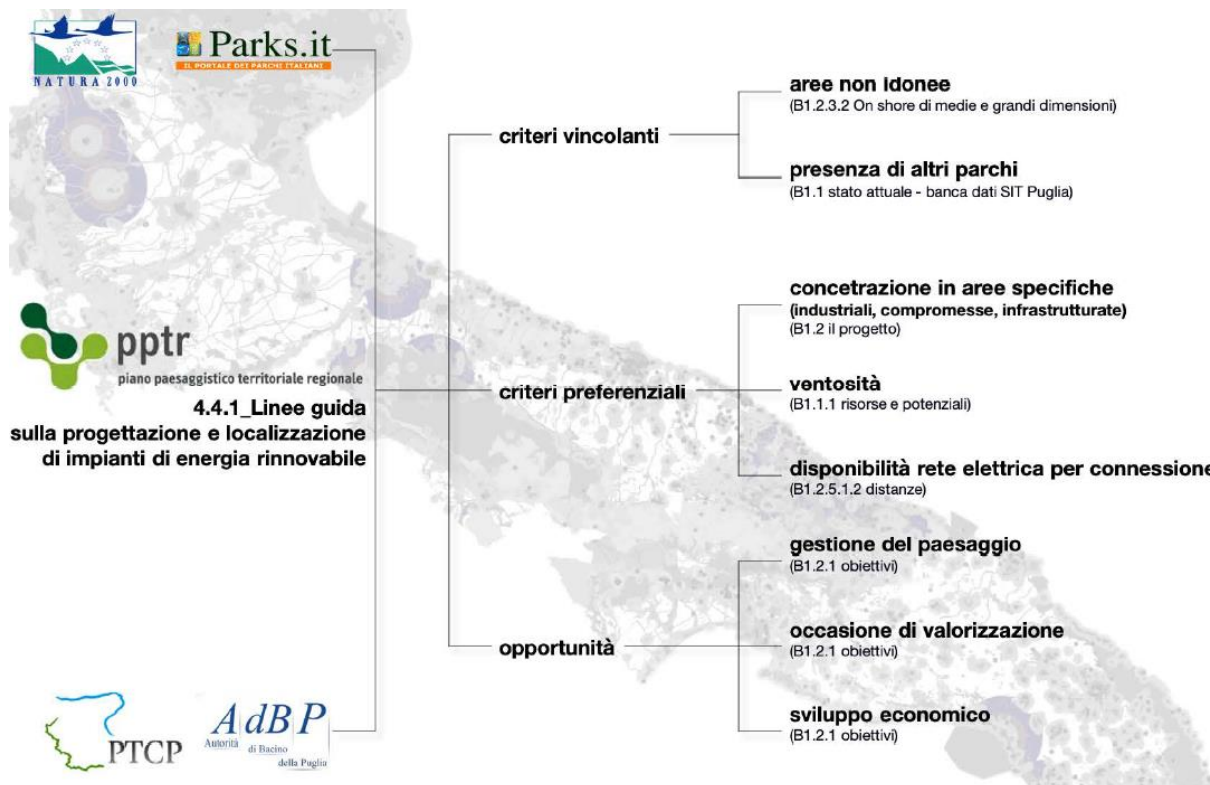 NATURA 2000
Parks.it
IL PORTALE DEI PARCHI ITALIANI
pptr
piano paesaggistico territoriale regionale
4.4.1_Linee guida
sulla progettazione e localizzazione
di impianti di energia rinnovabile
PTCP
AdBP
Autorità di Bacino
della Puglia
criteri vincolanti
aree non idonee
(B1.2.3.2 On shore di medie e grandi dimensioni)
presenza di altri parchi
(B1.1 stato attuale - banca dati SIT Puglia)
criteri preferenziali
concetrazione in aree specifiche
(industriali, compromesse, infrastrutturate)
(B1.2 il progetto)
ventosità
(B1.1.1 risorse e potenziali)
disponibilità rete elettrica per connessione
(B1.2.5.1.2 distanze)
opportunità
gestione del paesaggio
(B1.2.1 obiettivi)
occasione di valorizzazione
(B1.2.1 obiettivi)
sviluppo economico
(B1.2.1 obiettivi)